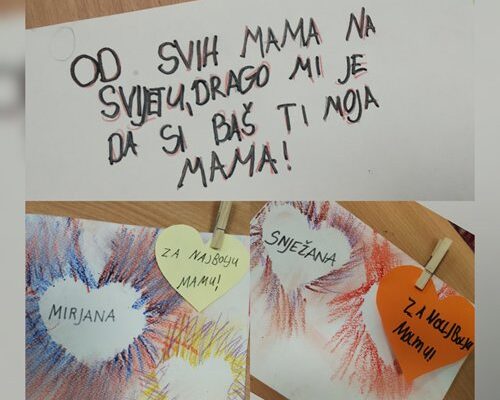 OD SVIH MAMA NA
SVIJETU, DRAGO MI JE
DA SI BAŠ TI MOJA
MAMA!
MIRJANA
ZA NAJBOLJU
MAMU!
SNJEŽANA
ZA NAJBOLJU
MAMU!